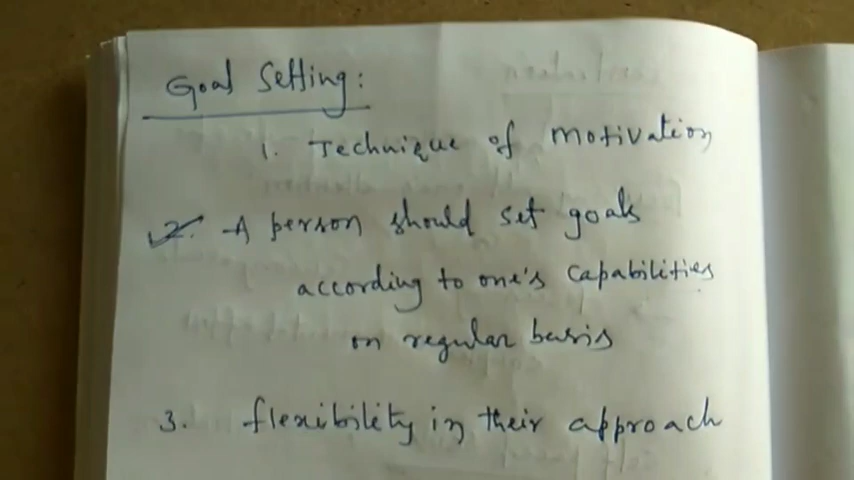 Goal Setting:
1. Technique of motivation
2. A person should set goals
according to one's capabilities
on regular basis
3. flexibility in their approach